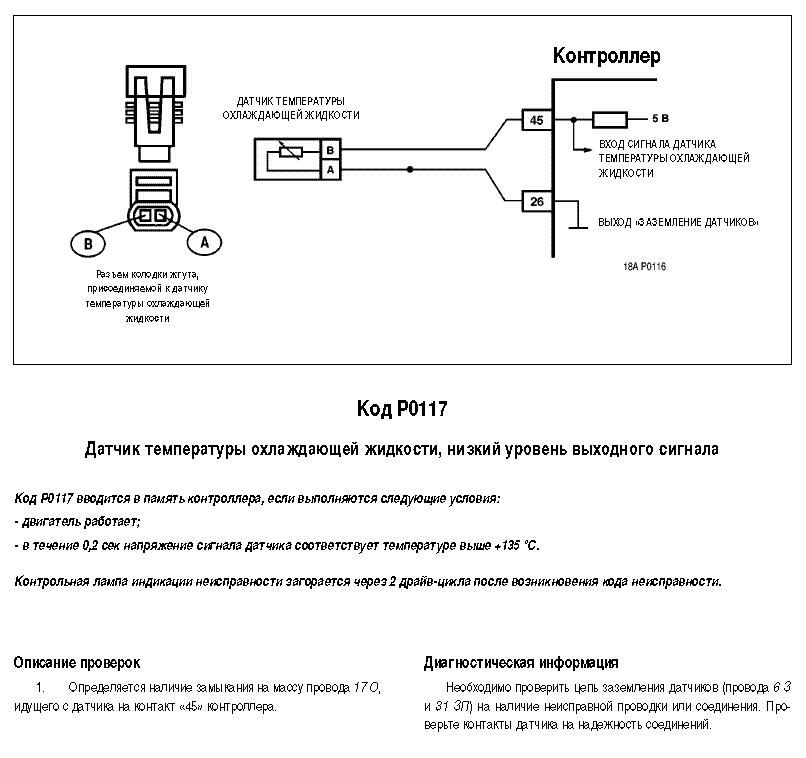 Контроллер
ДАТЧИК ТЕМПЕРАТУРЫ
ОХЛАЖДАЮЩЕЙ ЖИДКОСТИ
B
A
45
5 В
ВХОД СИГНАЛА ДАТЧИКА
ТЕМПЕРАТУРЫ ОХЛАЖДАЮЩЕЙ
ЖИДКОСТИ
26
ВЫХОД «ЗАЗЕМЛЕНИЕ ДАТЧИКОВ»
18A P0116
B
A
Разъем колодки жгута,
присоединяемой к датчику
температуры охлаждающей
жидкости
Код P0117
Датчик температуры охлаждающей жидкости, низкий уровень выходного сигнала
Код P0117 вводится в память контроллера, если выполняются следующие условия:
- двигатель работает;
- в течение 0,2 сек напряжение сигнала датчика соответствует температуре выше +135 °С.
Контрольная лампа индикации неисправности загорается через 2 драйв-цикла после возникновения кода неисправности.
Описание проверок
1. Определяется наличие замыкания на массу провода 17 О,
идущего с датчика на контакт «45» контроллера.
Диагностическая информация
Необходимо проверить цепь заземления датчиков (провода 6 З
и 31 ЗП) на наличие неисправной проводки или соединения. Про-
верьте контакты датчика на надежность соединений.